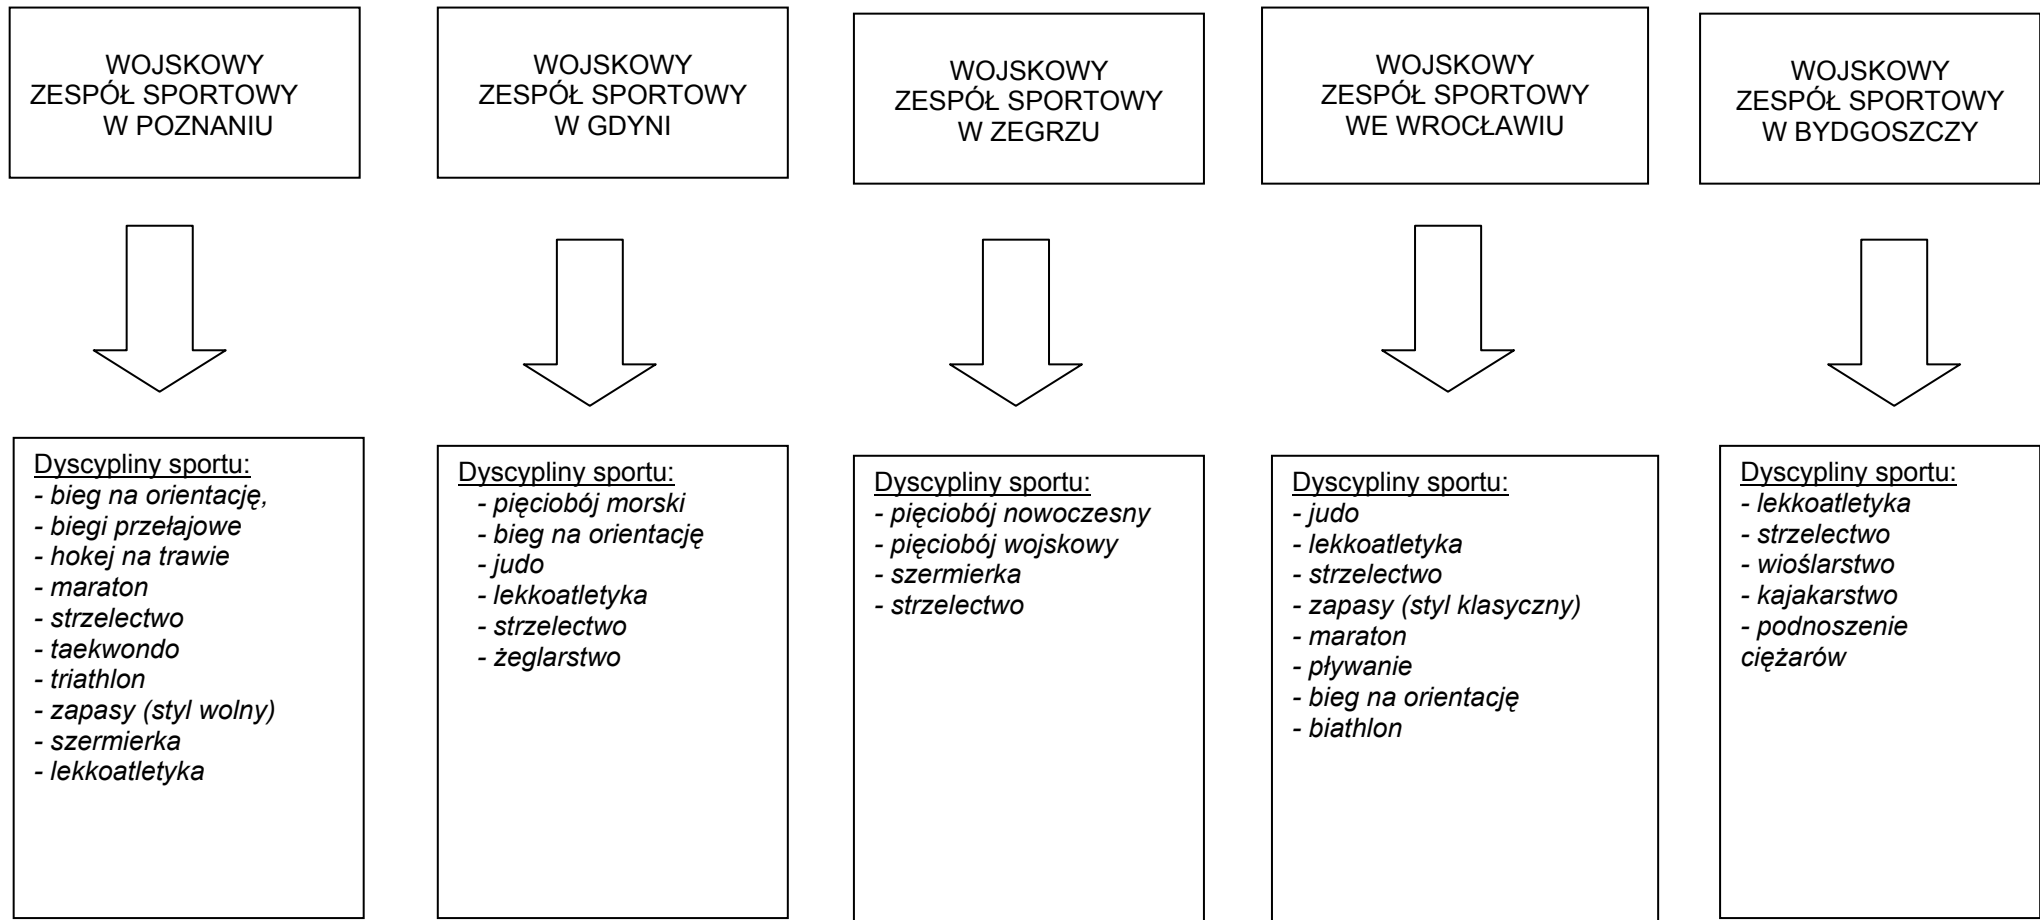 WOJSKOWY
ZESPÓŁ SPORTOWY
W POZNANIU
WOJSKOWY
ZESPÓŁ SPORTOWY
W GDYNI
WOJSKOWY
ZESPÓŁ SPORTOWY
W ZEGRZU
WOJSKOWY
ZESPÓŁ SPORTOWY
WE WROCŁAWIU
WOJSKOWY
ZESPÓŁ SPORTOWY
W BYDGOSZCZY
Dyscypliny sportu:
- bieg na orientację,
- biegi przełajowe
- hokej na trawie
- maraton
- strzelectwo
- taekwondo
- triathlon
- zapasy (styl wolny)
- szermierka
- lekkoatletyka
Dyscypliny sportu:
- pięciobój morski
- bieg na orientację
- judo
- lekkoatletyka
- strzelectwo
- żeglarstwo
Dyscypliny sportu:
- pięciobój nowoczesny
- pięciobój wojskowy
- szermierka
- strzelectwo
Dyscypliny sportu:
- judo
- lekkoatletyka
- strzelectwo
- zapasy (styl klasyczny)
- maraton
- pływanie
- bieg na orientację
- biathlon
Dyscypliny sportu:
- lekkoatletyka
- strzelectwo
- wioślarstwo
- kajakarstwo
- podnoszenie
ciężarów